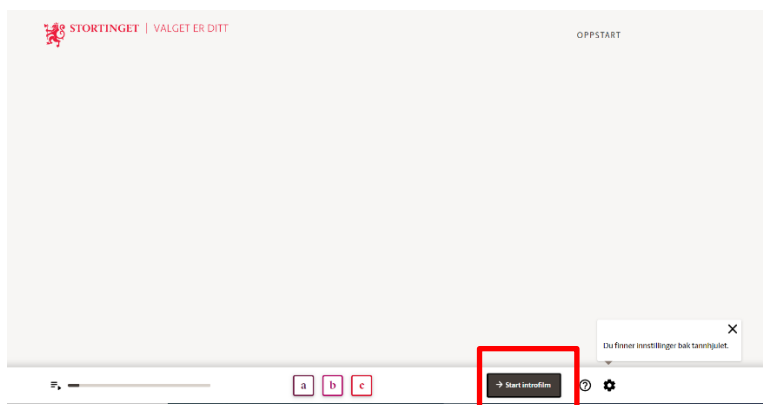 STORTINGET | VALGET ER DITT
OPPSTART
Du finner innstillinger bak tannhjulet.
a b c
→ Start introfilm